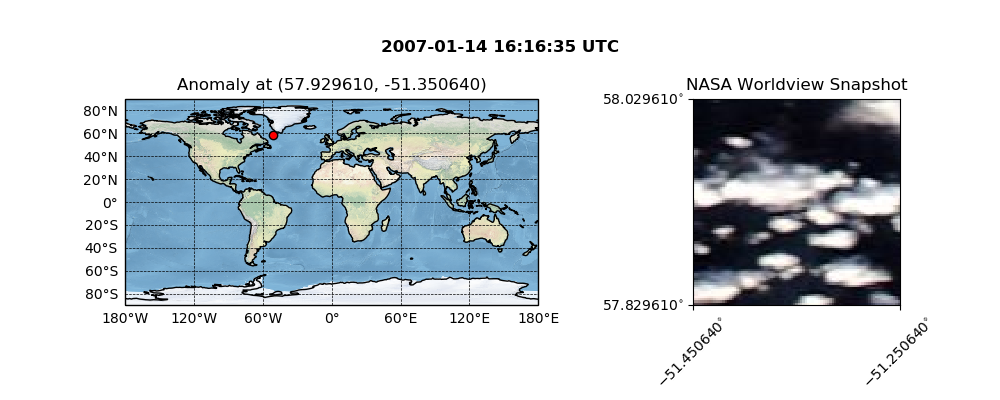 2007-01-14 16:16:35 UTC
Anomaly at (57.929610, -51.350640)
80°N
60°N
40°N
20°N
0°
20°S
40°S
60°S
80°S
180°W 120°W 60°W 0° 60°E 120°E 180°E
NASA Worldview Snapshot
58.029610°
57.829610°
−51.450640° −51.250640°